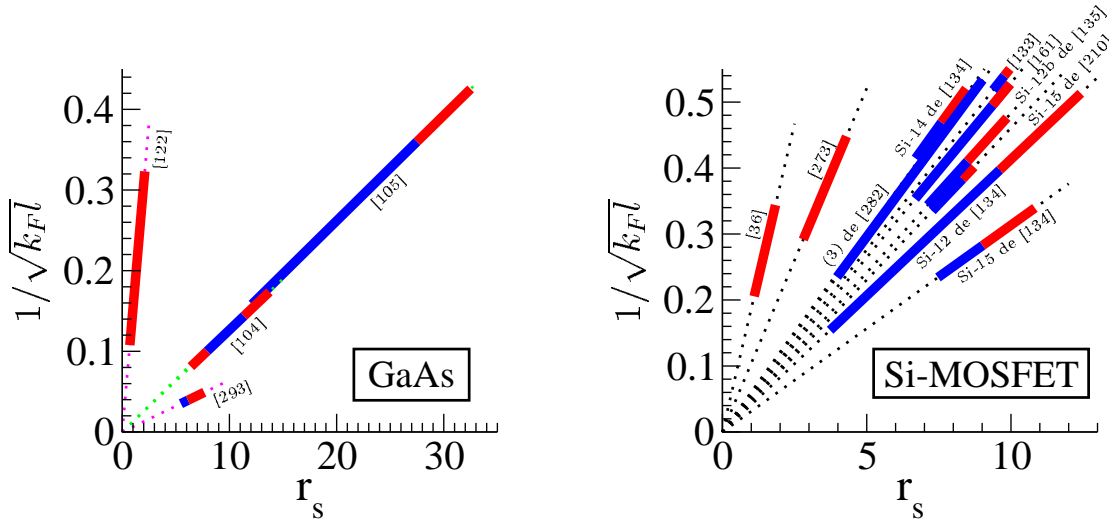 0.4
0.3
0.2
0.1
0
0 10 20 30
1/√k_F l
r_s
[122]
[105]
[104]
[293]
GaAs
0.5
0.4
0.3
0.2
0.1
0
0 5 10
1/√k_F l
r_s
[36]
[273]
(3) de [282]
Si-14 de [134]
[133]
[161]
Si-12b de [135]
Si-15 de [210]
Si-12 de [134]
Si-15 de [134]
Si-MOSFET